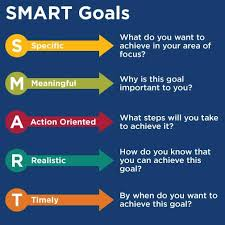 SMART Goals
S
Specific
What do you want to
achieve in your area of
focus?
M
Meaningful
Why is this goal
important to you?
A
Action Oriented
What steps will you take
to achieve it?
R
Realistic
How do you know that
you can achieve this
goal?
T
Timely
By when do you want to
achieve this goal?